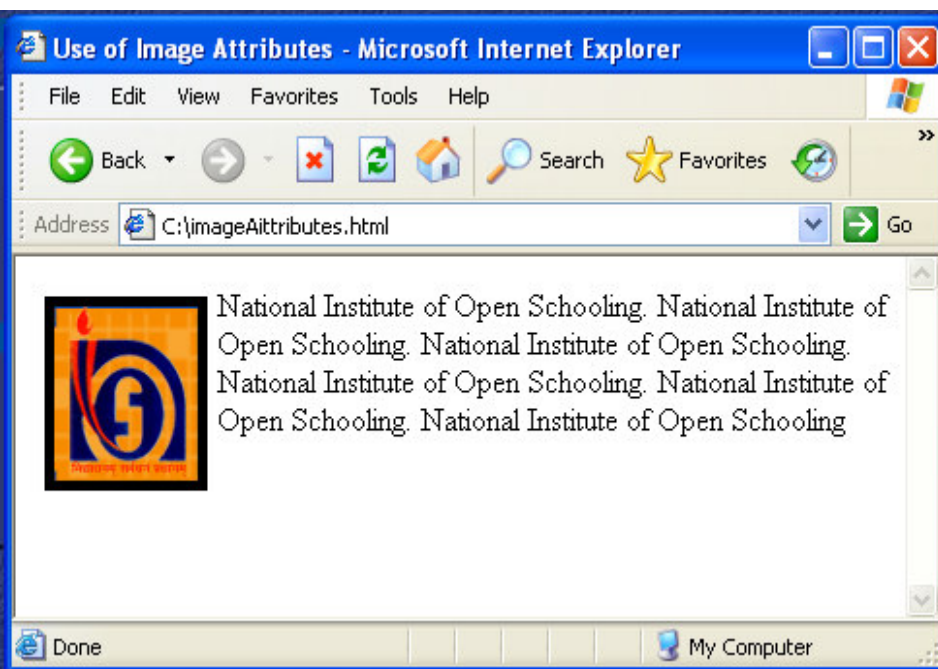 Use of Image Attributes - Microsoft Internet Explorer
File Edit View Favorites Tools Help
Back Search Favorites »
Address C:\imageAittributes.html Go
National Institute of Open Schooling. National Institute of
Open Schooling. National Institute of Open Schooling.
National Institute of Open Schooling. National Institute of
Open Schooling. National Institute of Open Schooling
Done My Computer